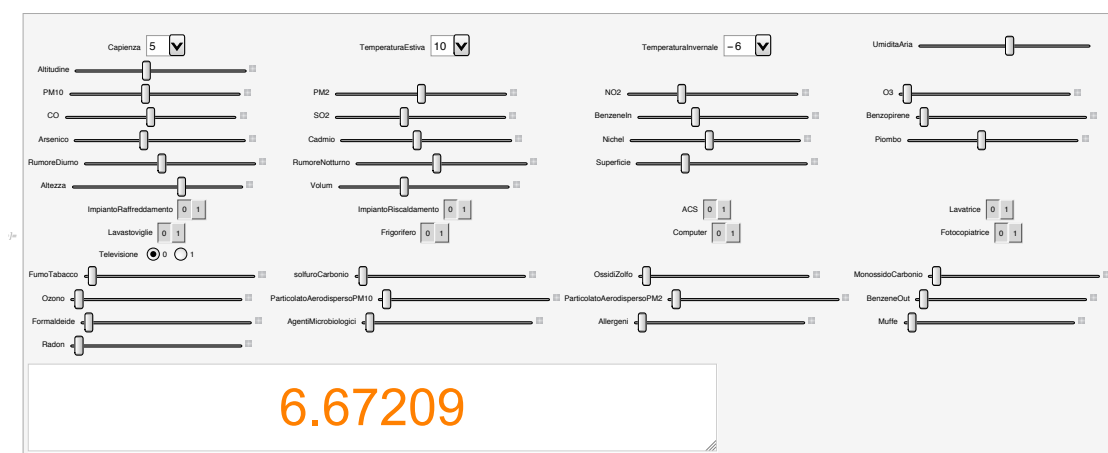 Capienza 5 TemperaturaEstiva 10 TemperaturaInvernale -6 UmiditaAria
Altitudine
PM10 PM2 NO2 O3
CO SO2 BenzeneIn Benzopirene
Arsenico Cadmio Nichel Piombo
RumoreDiurno RumoreNotturno Superficie
Altezza Volum
ImpiantoRaffreddamento 0 1 ImpiantoRiscaldamento 0 1 ACS 0 1 Lavatrice 0 1
Lavastoviglie 0 1 Frigorifero 0 1 Computer 0 1 Fotocopiatrice 0 1
Televisione 0 1
FumoTabacco solfuroCarbonio OssidiZolfo MonossidoCarbonio
Ozono ParticolatoAerodispersoPM10 ParticolatoAerodispersoPM2 BenzeneOut
Formaldeide AgentiMicrobiologici Allergeni Muffe
Radon
6.67209